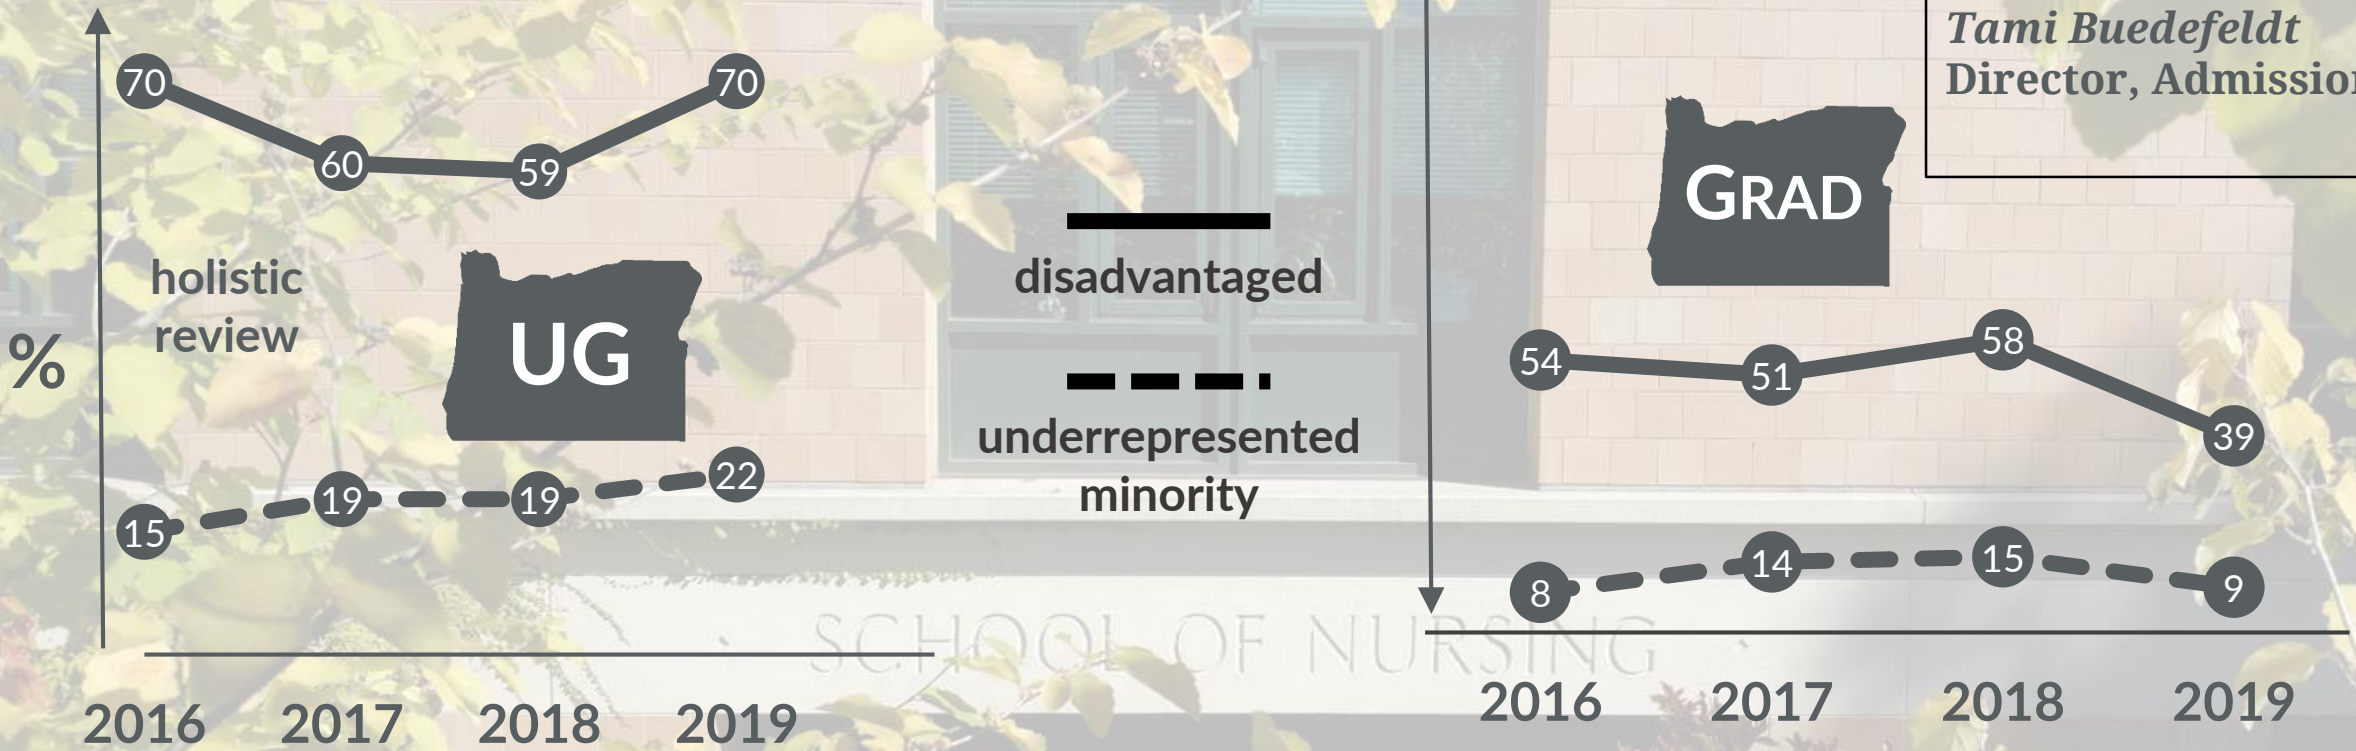 Tami Buedefeldt
Director, Admission
70
60
59
70
holistic
review
%
UG
15
19
19
22
2016
2017
2018
2019
disadvantaged
underrepresented
minority
GRAD
54
51
58
39
8
14
15
9
2016
2017
2018
2019
SCHOOL OF NURSING